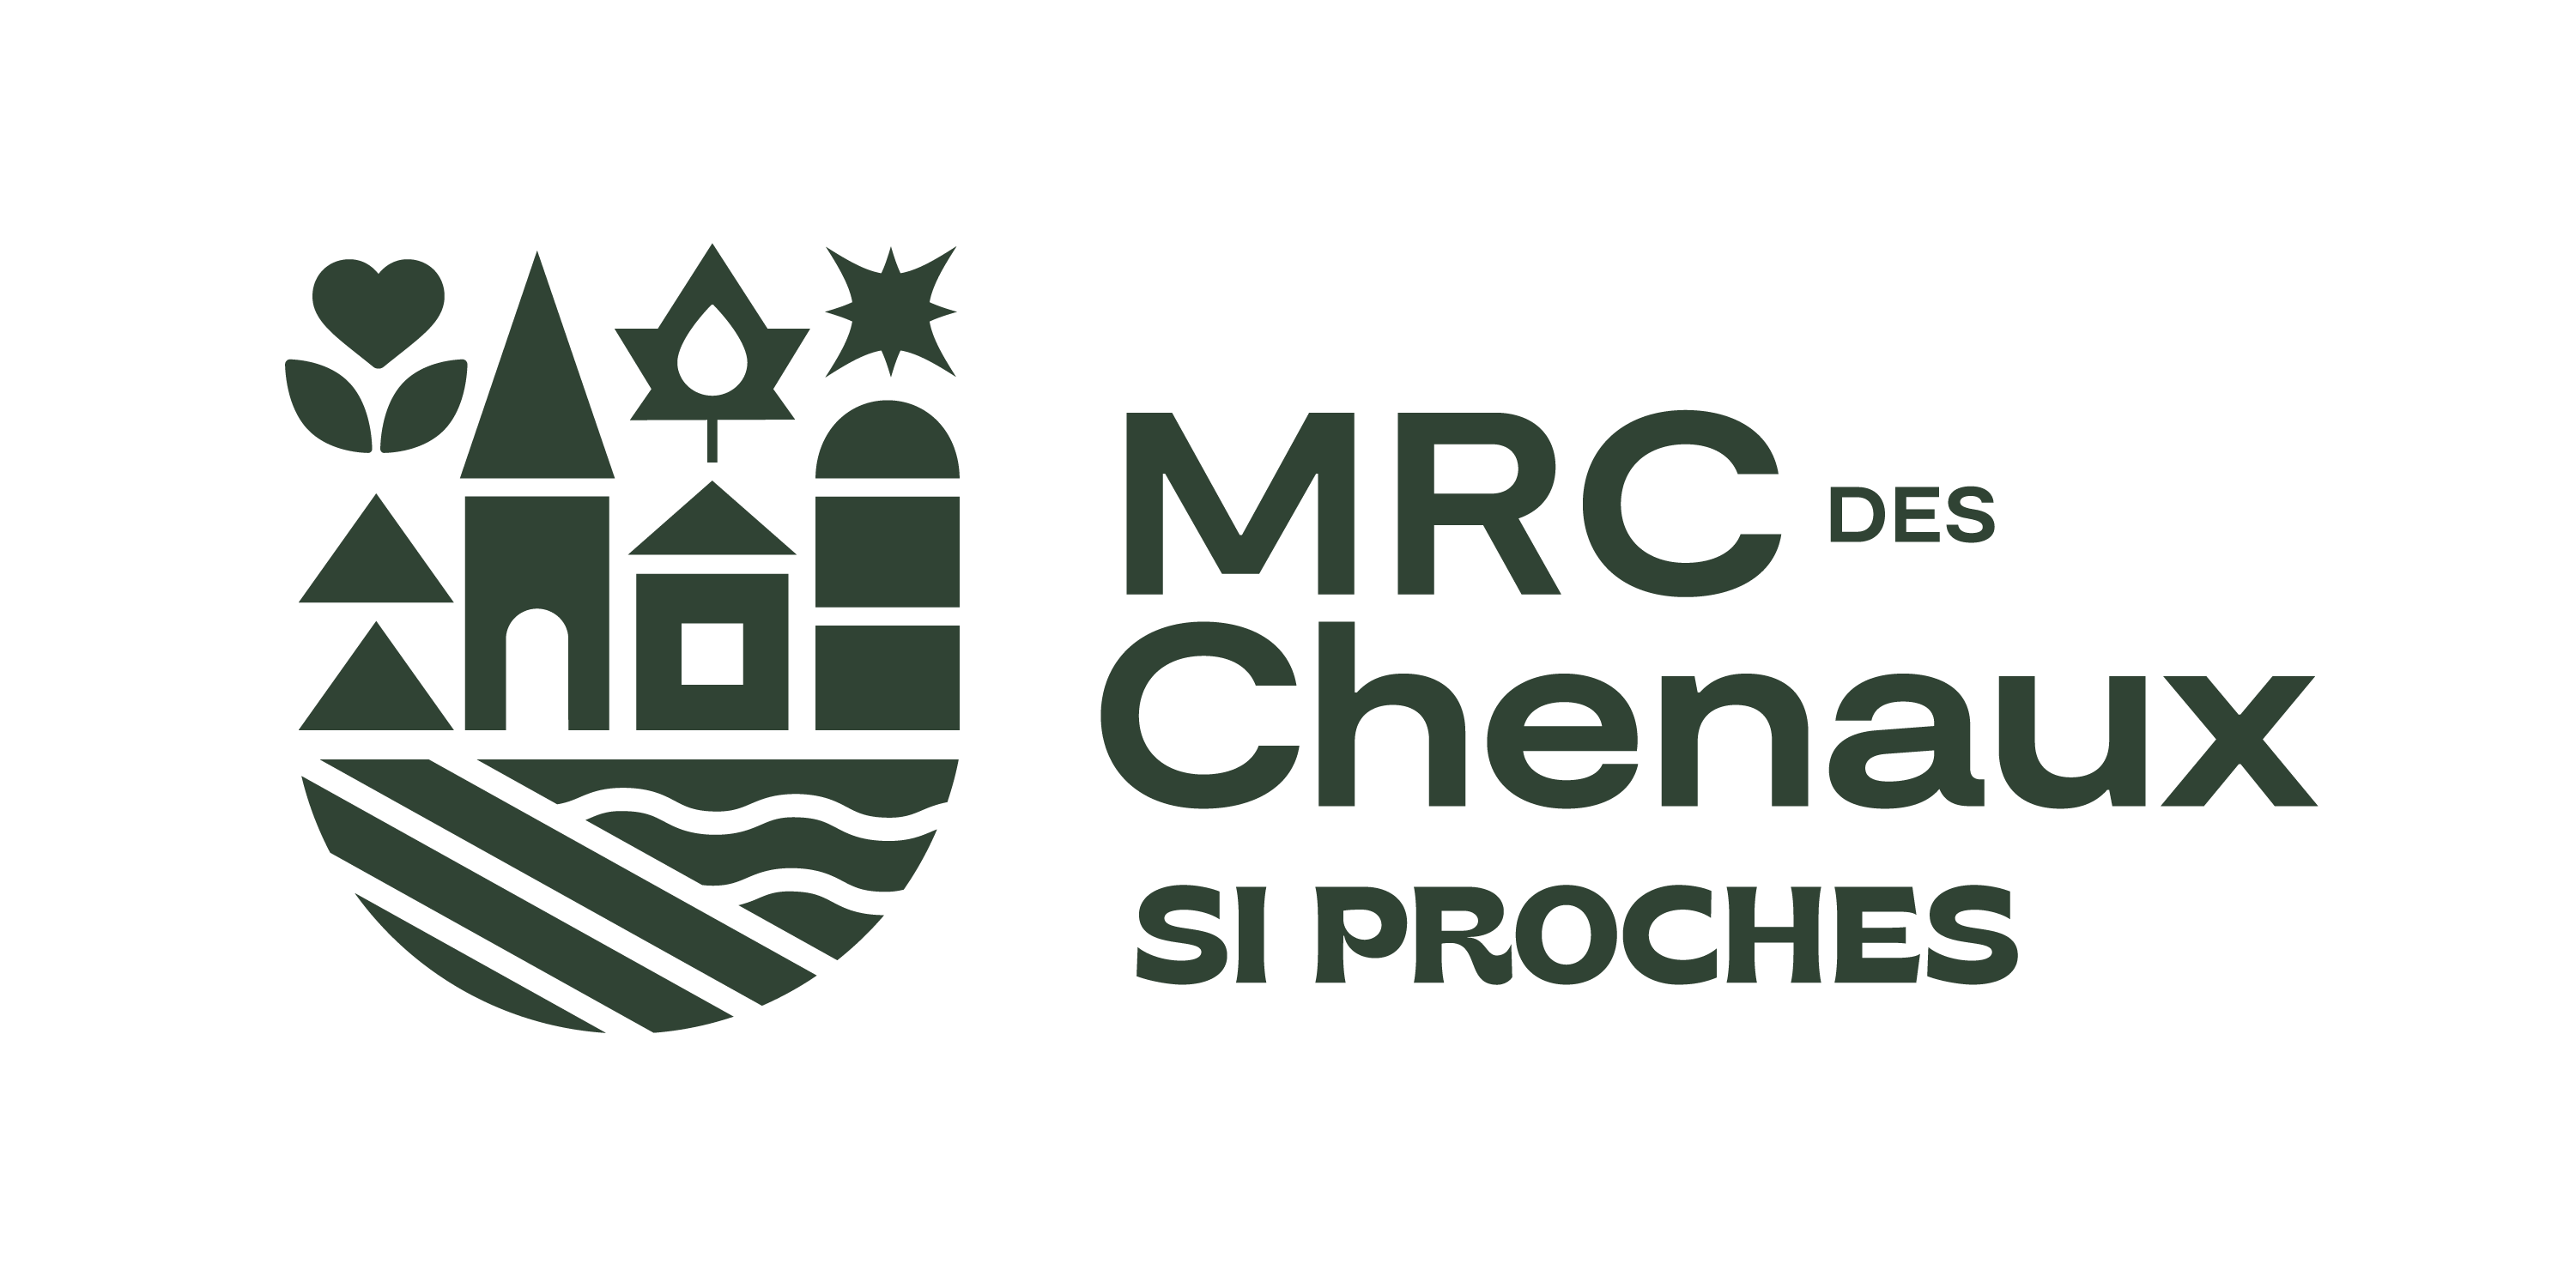 MRC DES
Chenaux
SI PROCHES